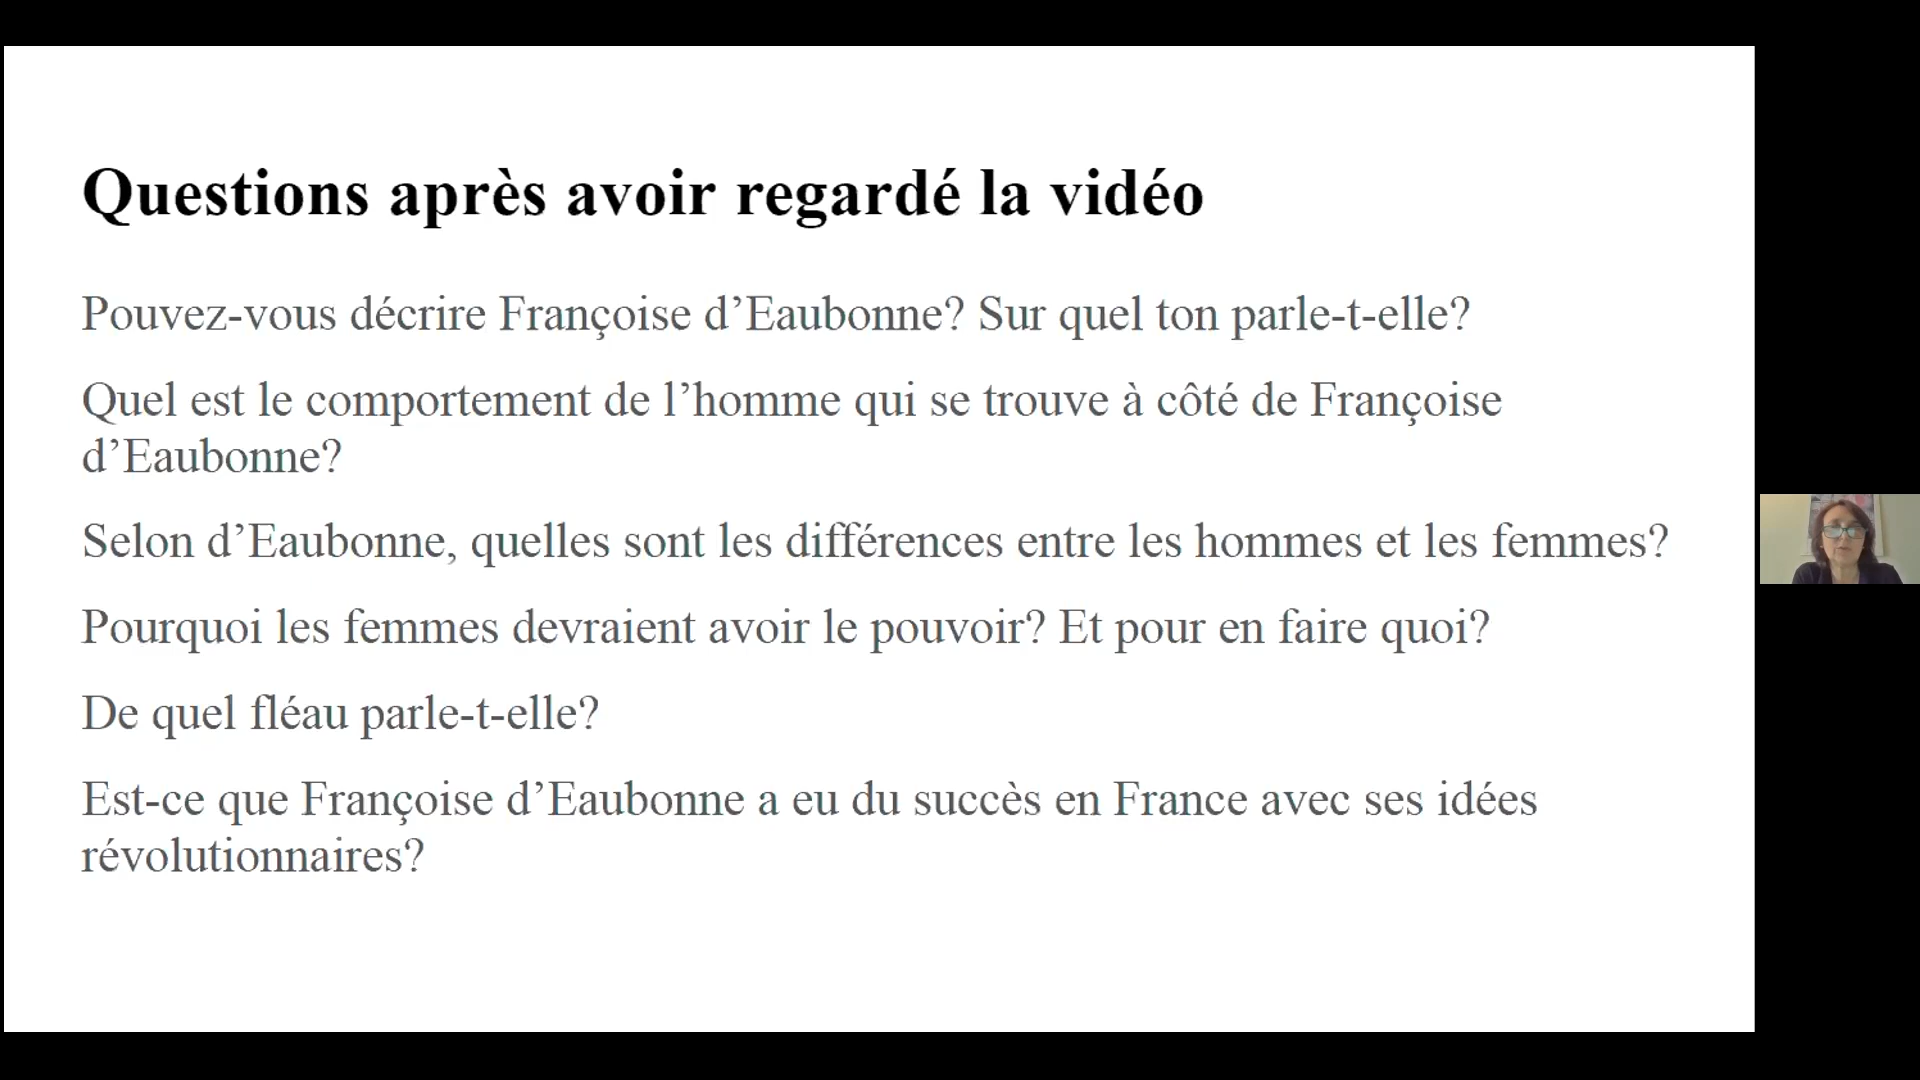 Questions après avoir regardé la vidéo
Pouvez-vous décrire Françoise d’Eaubonne? Sur quel ton parle-t-elle?
Quel est le comportement de l’homme qui se trouve à côté de Françoise
d’Eaubonne?
Selon d’Eaubonne, quelles sont les différences entre les hommes et les femmes?
Pourquoi les femmes devraient avoir le pouvoir? Et pour en faire quoi?
De quel fléau parle-t-elle?
Est-ce que Françoise d’Eaubonne a eu du succès en France avec ses idées
révolutionnaires?